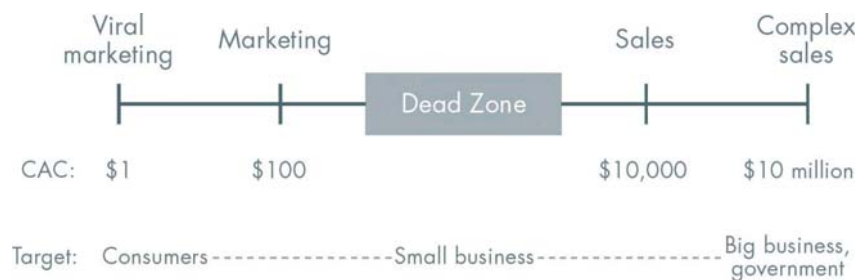 Viral
marketing
Marketing
Sales
Complex
sales
Dead Zone
CAC: $1 $100 $10,000 $10 million
Target: Consumers Small business Big business,
government